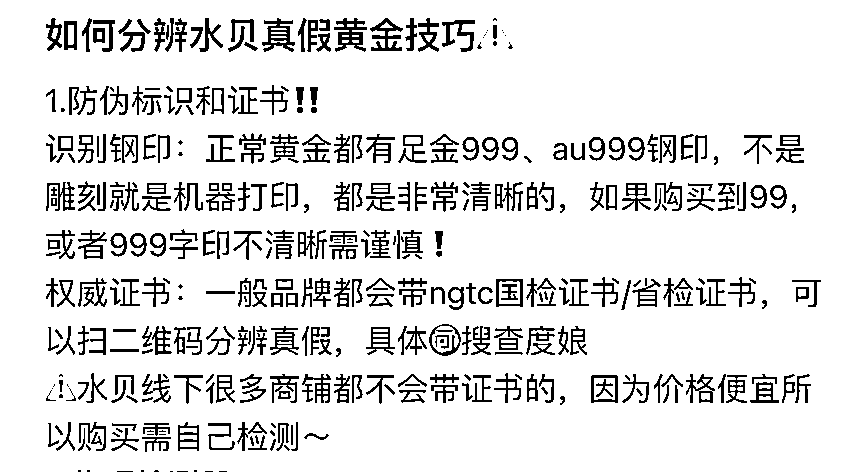 如何分辨水贝真假黄金技巧⚠️
1.防伪标识和证书‼️
识别钢印：正常黄金都有足金999、au999钢印，不是
雕刻就是机器打印，都是非常清晰的，如果购买到99，
或者999字印不清晰需谨慎❗
权威证书：一般品牌都会带ngtc国检证书/省检证书，可
以扫二维码分辨真假，具体🉑搜查度娘
⚠️水贝线下很多商铺都不会带证书的，因为价格便宜所
以购买需自己检测～